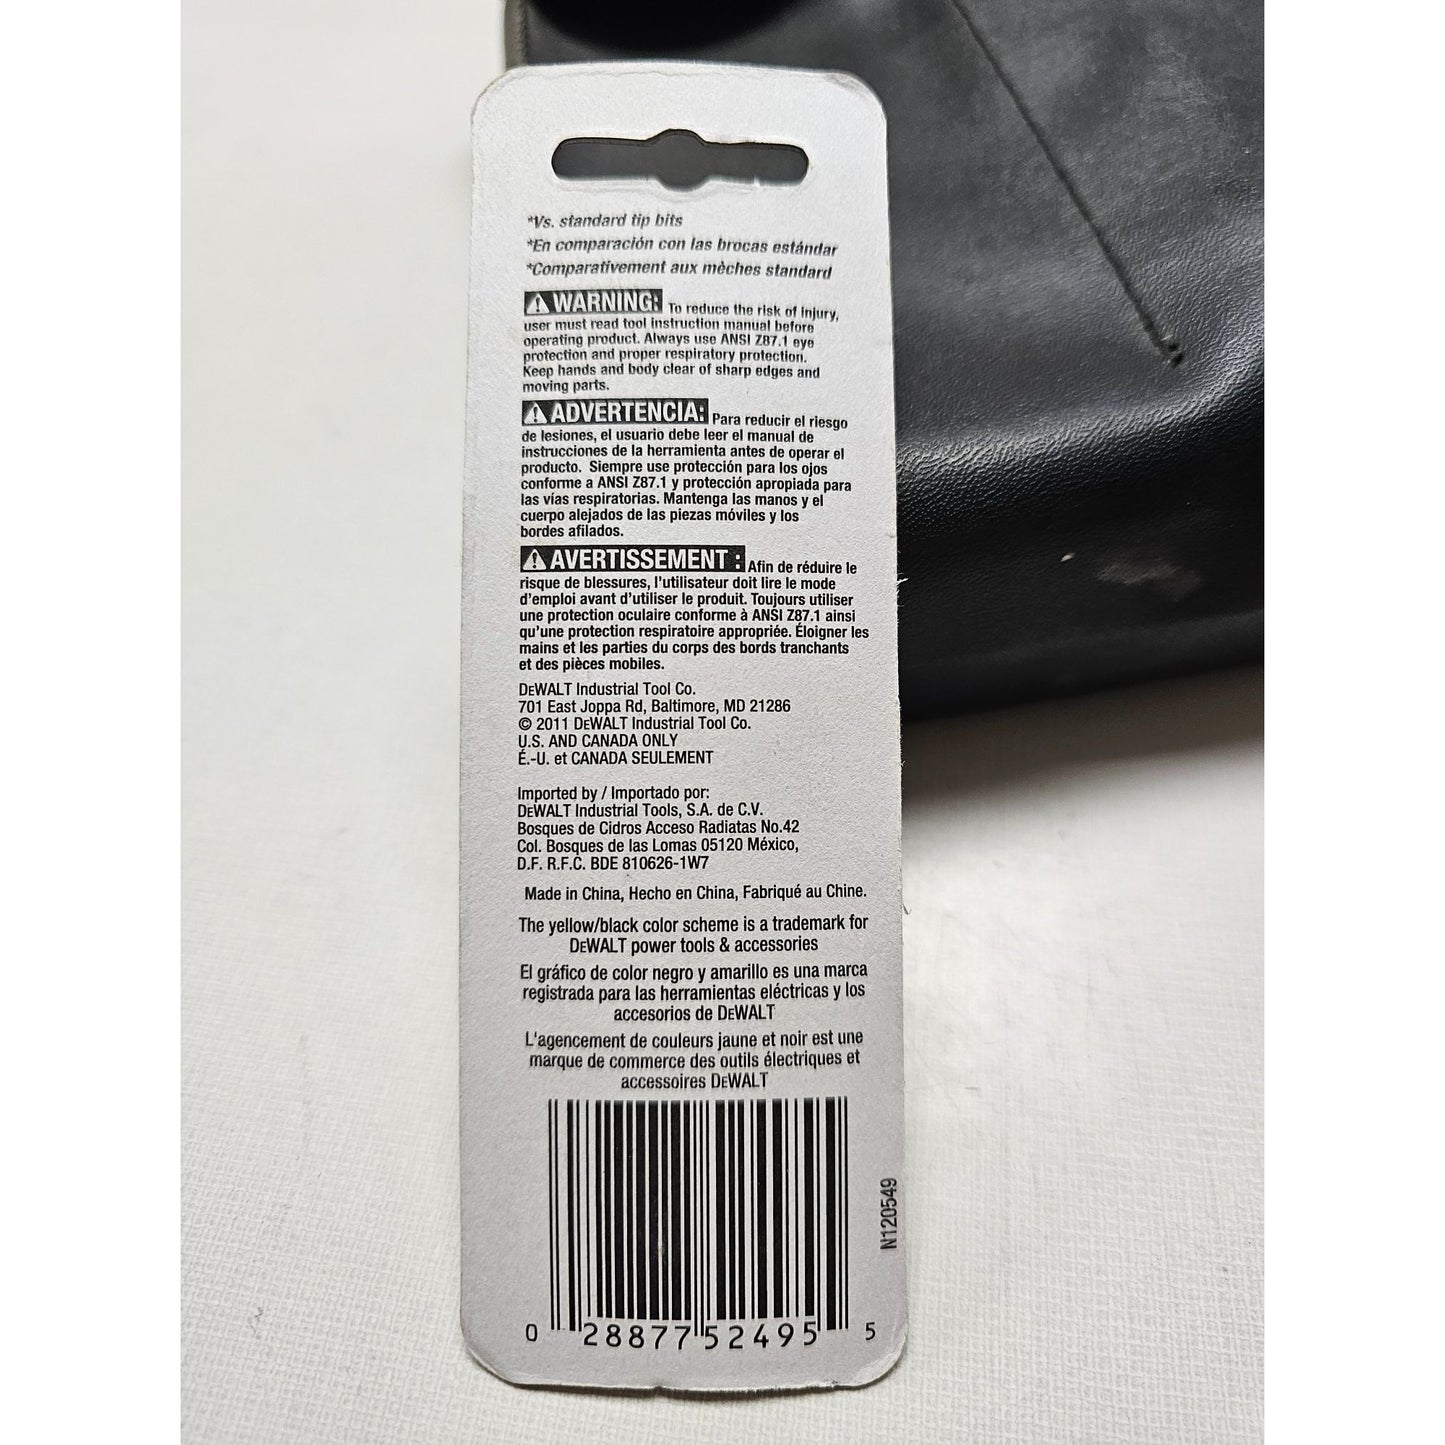 *Vs. standard tip bits
*En comparación con las brocas estándar
*Comparativement aux mèches standard
WARNING: To reduce the risk of injury,
user must read tool instruction manual before
operating product. Always use ANSI Z87.1 eye
protection and proper respiratory protection.
Keep hands and body clear of sharp edges and
moving parts.
ADVERTENCIA: Para reducir el riesgo
de lesiones, el usuario debe leer el manual de
instrucciones de la herramienta antes de operar el
producto. Siempre use protección para los ojos
conforme a ANSI Z87.1 y protección apropiada para
las vías respiratorias. Mantenga las manos y el
cuerpo alejados de las piezas móviles y los
bordes afilados.
AVERTISSEMENT : Afin de réduire le
risque de blessures, l'utilisateur doit lire le mode
d'emploi avant d'utiliser le produit. Toujours utiliser
une protection oculaire conforme à ANSI Z87.1 ainsi
qu'une protection respiratoire appropriée. Éloigner les
mains et les parties du corps des bords tranchants
et des pièces mobiles.
DEWALT Industrial Tool Co.
701 East Joppa Rd, Baltimore, MD 21286
© 2011 DEWALT Industrial Tool Co.
U.S. AND CANADA ONLY
É.-U. et CANADA SEULEMENT
Imported by / Importado por:
DEWALT Industrial Tools, S.A. de C.V.
Bosques de Cidros Acceso Radiatas No.42
Col. Bosques de las Lomas 05120 México,
D.F. R.F.C. BDE 810626-1W7
Made in China, Hecho en China, Fabriqué au Chine.
The yellow/black color scheme is a trademark for
DEWALT power tools & accessories
El gráfico de color negro y amarillo es una marca
registrada para las herramientas eléctricas y los
accesorios de DEWALT
L'agencement de couleurs jaune et noir est une
marque de commerce des outils électriques et
accessoires DEWALT
N120549
0 28877 52495 5